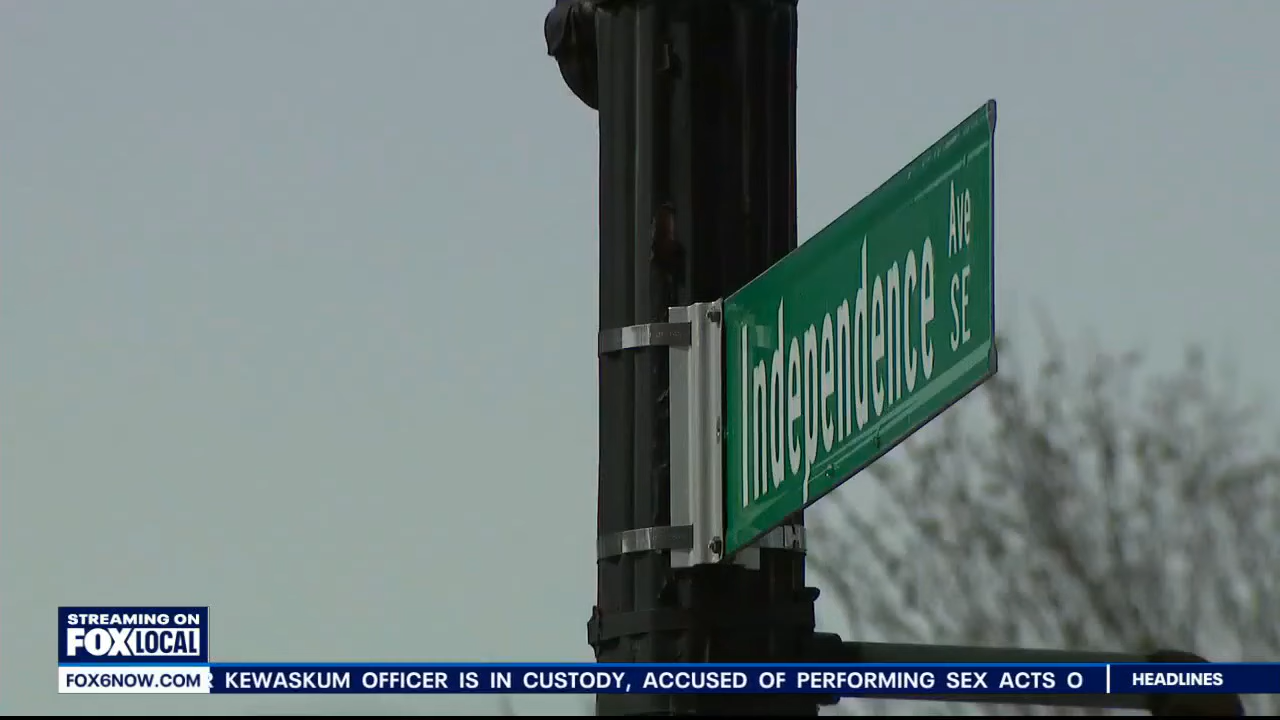 Independence Ave SE
STREAMING ON
FOX LOCAL
FOX6NOW.COM
R KEWASKUM OFFICER IS IN CUSTODY, ACCUSED OF PERFORMING SEX ACTS O
HEADLINES